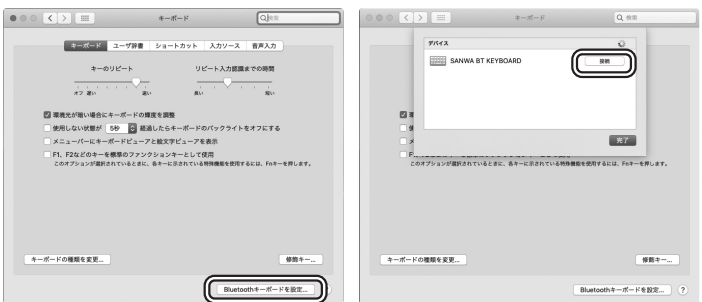 キーボード
検索
キーボード ユーザ辞書 ショートカット 入力ソース 音声入力
キーのリピート リピート入力認識までの時間
オフ 遅い 速い 長い 短い
環境光が暗い場合にキーボードの輝度を調整
使用しない状態が 5秒 経過したらキーボードのバックライトをオフにする
メニューバーにキーボードビューアと絵文字ビューアを表示
F1、F2などのキーを標準のファンクションキーとして使用
このオプションが選択されているときに、各キーに示されている特殊機能を使用するには、Fnキーを押します。
キーボードの種類を変更... 修飾キー...
Bluetoothキーボードを設定...
キーボード
検索
デバイス
SANWA BT KEYBOARD 接続
完了
このオプションが選択されているときに、各キーに示されている特殊機能を使用するには、Fnキーを押します。
キーボードの種類を変更... 修飾キー...
Bluetoothキーボードを設定... ?